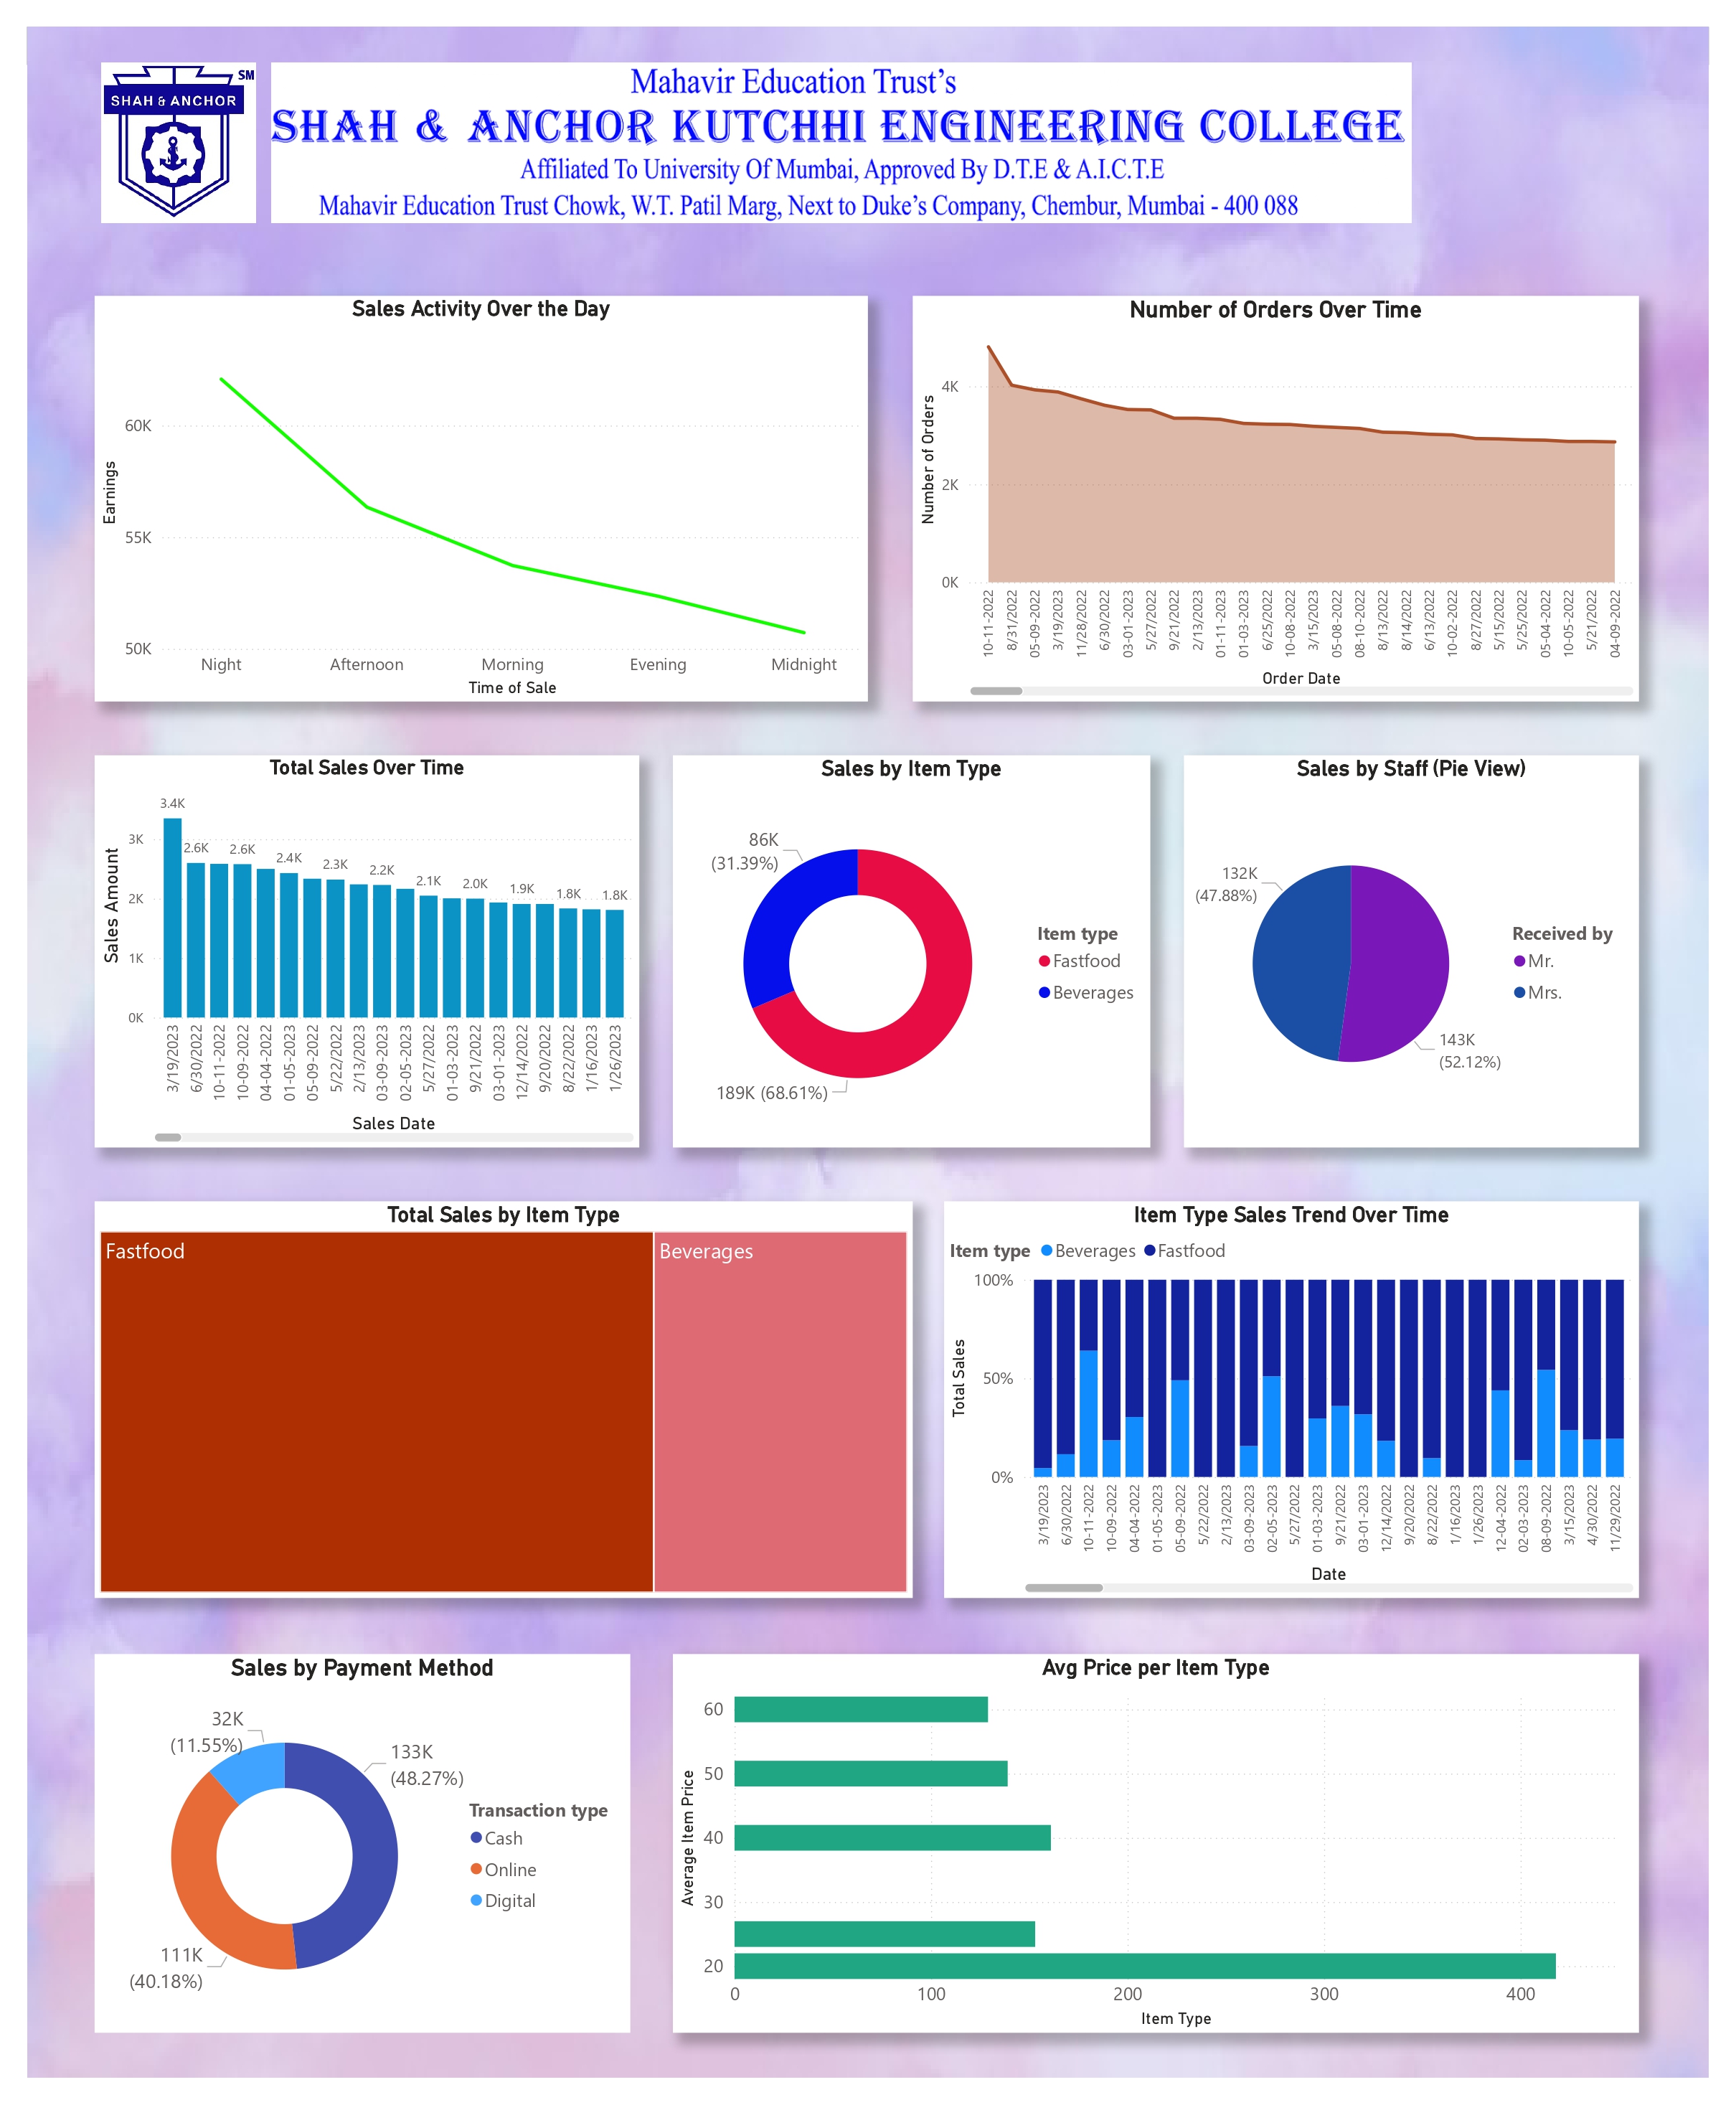 SM
SHAH & ANCHOR
Mahavir Education Trust's
SHAH & ANCHOR KUTCHHI ENGINEERING COLLEGE
Affiliated To University Of Mumbai, Approved By D.T.E & A.I.C.T.E
Mahavir Education Trust Chowk, W.T. Patil Marg, Next to Duke's Company, Chembur, Mumbai - 400 088
Sales Activity Over the Day
Earnings
60K
55K
50K
Night Afternoon Morning Evening Midnight
Time of Sale
Number of Orders Over Time
Number of Orders
4K
2K
0K
10-11-2022 8/31/2022 05-09-2022 3/19/2023 11/28/2022 6/30/2022 03-01-2023 5/27/2022 9/21/2022 2/13/2023 01-11-2023 01-03-2023 6/25/2022 10-08-2022 3/15/2023 05-08-2022 08-10-2022 8/13/2022 8/14/2022 6/13/2022 10-02-2022 8/27/2022 5/15/2022 5/25/2022 05-04-2022 10-05-2022 5/21/2022 04-09-2022
Order Date
Total Sales Over Time
Sales Amount
3K
2K
1K
0K
3.4K 2.6K 2.6K 2.4K 2.3K 2.2K 2.1K 2.0K 1.9K 1.8K 1.8K
3/19/2023 6/30/2022 10-11-2022 10-09-2022 04-04-2022 01-05-2023 05-09-2022 5/22/2022 2/13/2023 03-09-2023 02-05-2023 5/27/2022 01-03-2023 9/21/2022 03-01-2023 12/14/2022 9/20/2022 8/22/2022 1/16/2023 1/26/2023
Sales Date
Sales by Item Type
86K
(31.39%)
189K (68.61%)
Item type
Fastfood
Beverages
Sales by Staff (Pie View)
132K
(47.88%)
143K
(52.12%)
Received by
Mr.
Mrs.
Total Sales by Item Type
Fastfood
Beverages
Item Type Sales Trend Over Time
Item type Beverages Fastfood
Total Sales
100%
50%
0%
3/19/2023 6/30/2022 10-11-2022 10-09-2022 04-04-2022 01-05-2023 05-09-2022 5/22/2022 2/13/2023 03-09-2023 02-05-2023 5/27/2022 01-03-2023 9/21/2022 03-01-2023 12/14/2022 9/20/2022 8/22/2022 1/16/2023 1/26/2023 12-04-2022 02-03-2023 08-09-2022 3/15/2023 4/30/2022 11/29/2022
Date
Sales by Payment Method
32K
(11.55%)
133K
(48.27%)
111K
(40.18%)
Transaction type
Cash
Online
Digital
Avg Price per Item Type
Average Item Price
60
50
40
30
20
0 100 200 300 400
Item Type